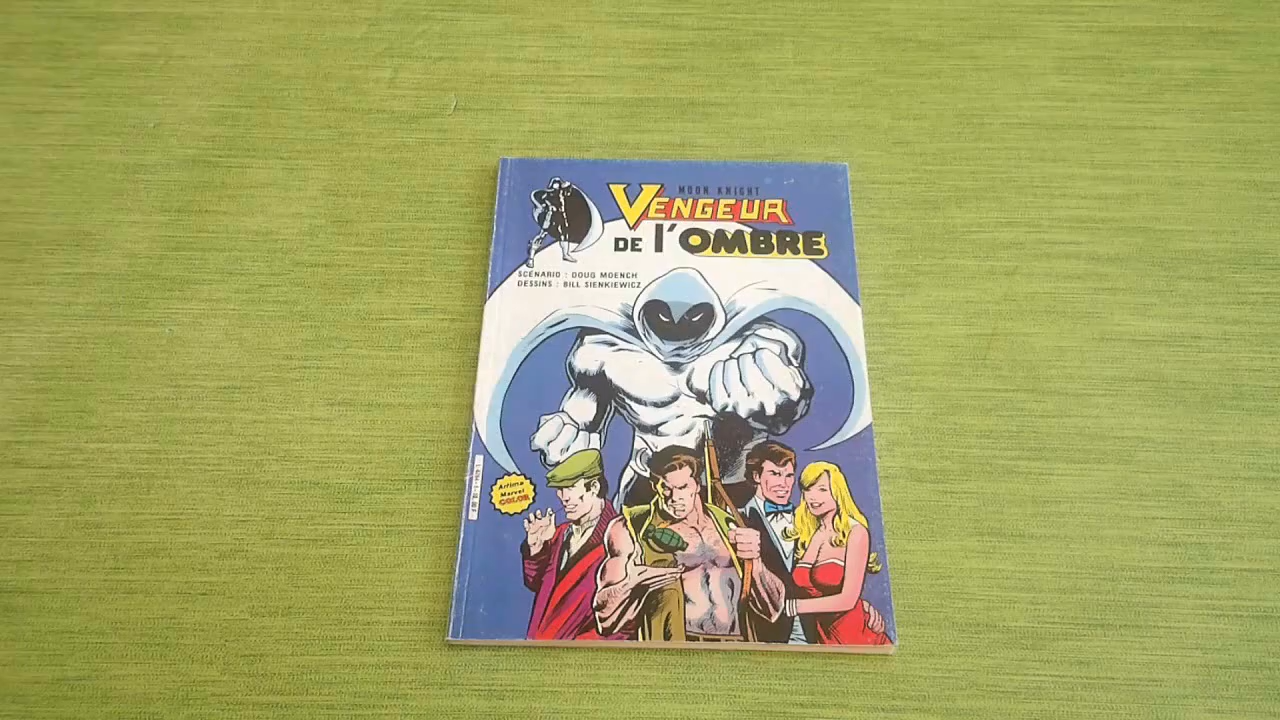 MOON KNIGHT
VENGEUR
DE l'OMBRE
SCÉNARIO : DOUG MOENCH
DESSINS : BILL SIENKIEWICZ
Artima
Marvel
COLOR